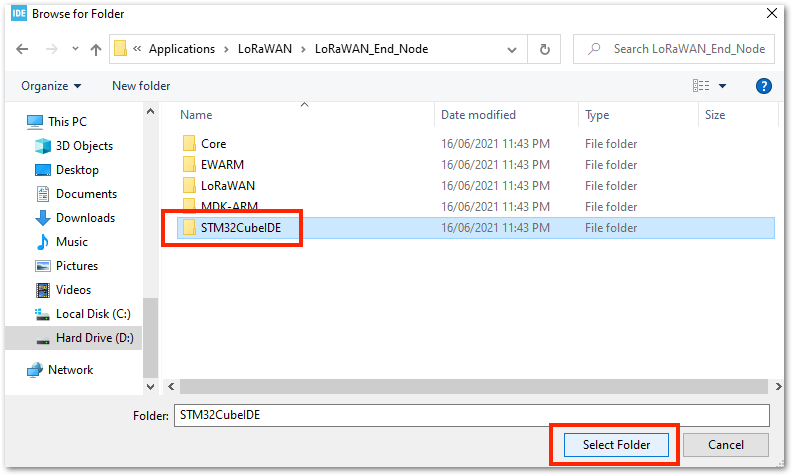 IDE Browse for Folder
« Applications > LoRaWAN > LoRaWAN_End_Node
Search LoRaWAN_End_Node
Organize New folder
Name Date modified Type Size
This PC
3D Objects
Desktop
Documents
Downloads
Music
Pictures
Videos
Local Disk (C:)
Hard Drive (D:)
Network
Core 16/06/2021 11:43 PM File folder
EWARM 16/06/2021 11:43 PM File folder
LoRaWAN 16/06/2021 11:43 PM File folder
MDK-ARM 16/06/2021 11:43 PM File folder
STM32CubeIDE 16/06/2021 11:43 PM File folder
Folder: STM32CubeIDE
Select Folder Cancel